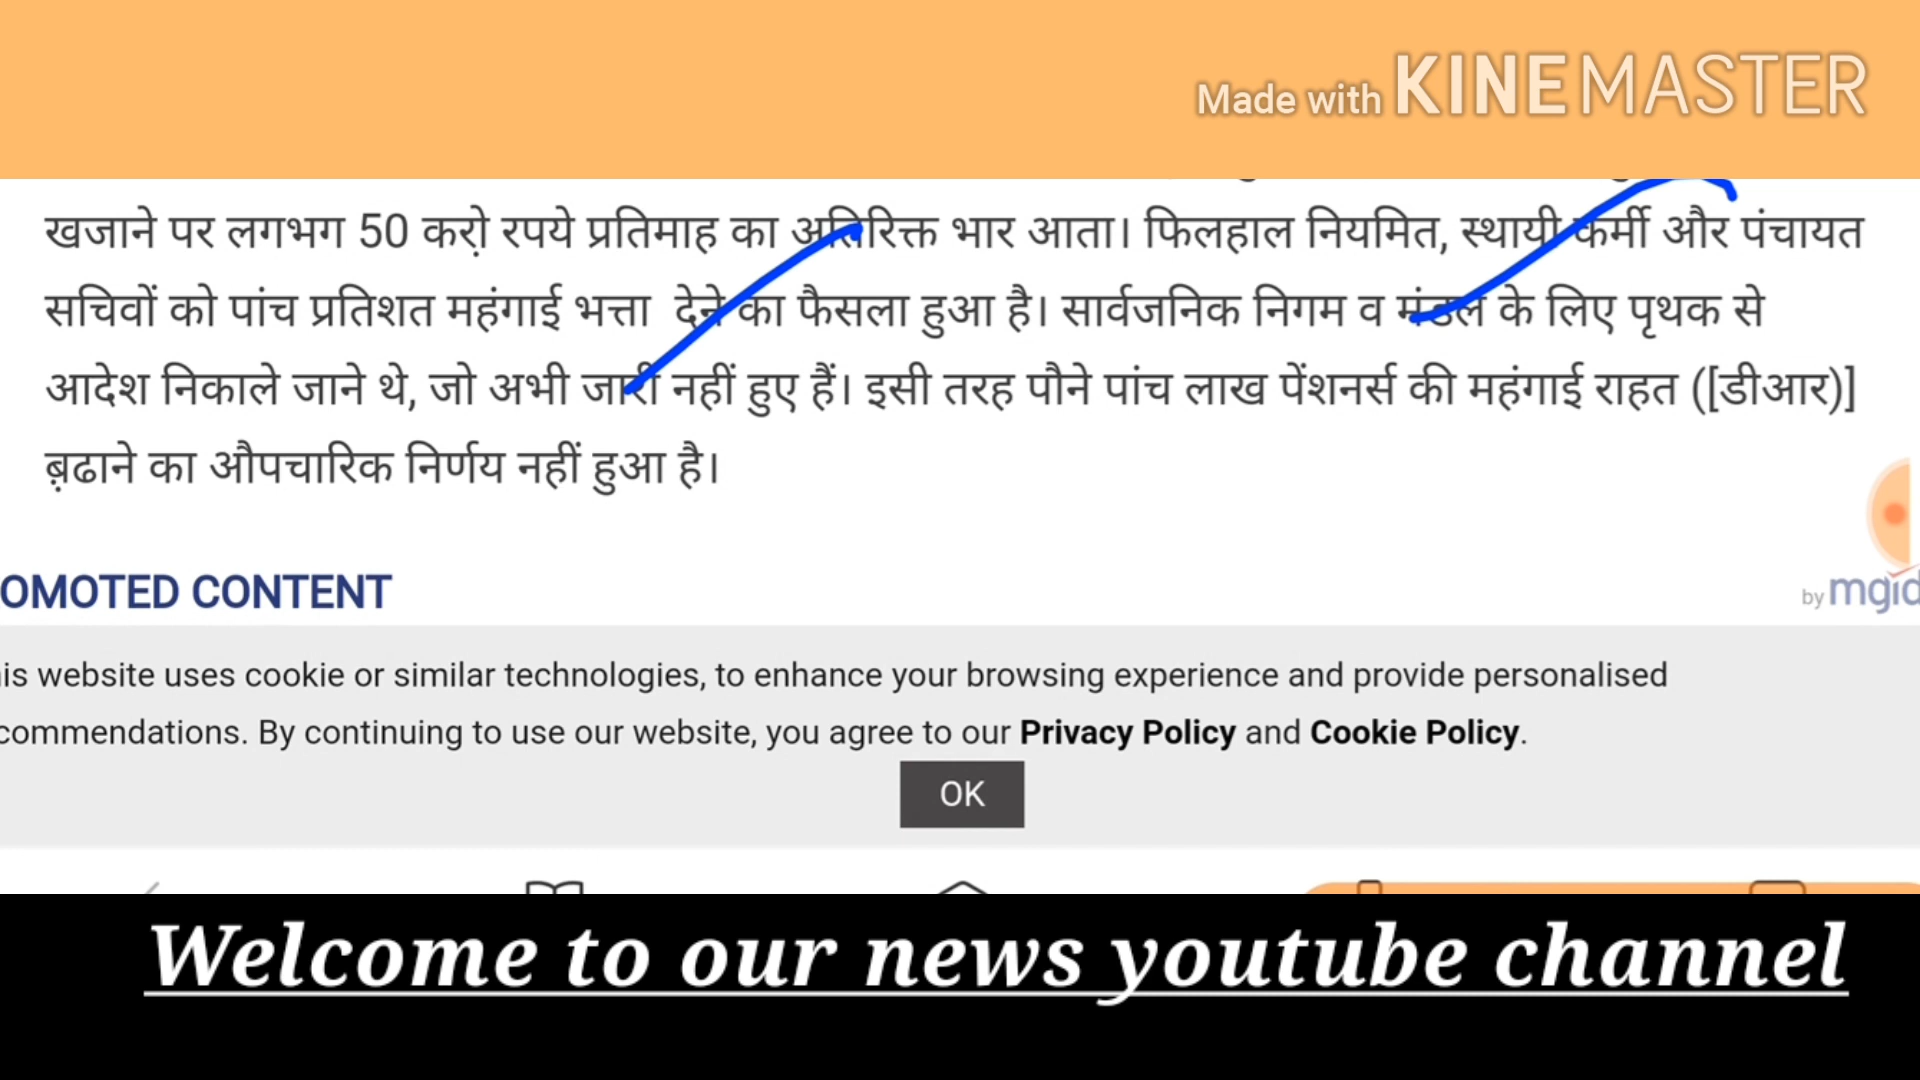 Made with KINEMASTER
खजाने पर लगभग 50 करो़ रपये प्रतिमाह का अतिरिक्त भार आता। फिलहाल नियमित, स्थायी कर्मी और पंचायत
सचिवों को पांच प्रतिशत महंगाई भत्ता देने का फैसला हुआ है। सार्वजनिक निगम व मंडल के लिए पृथक से
आदेश निकाले जाने थे, जो अभी जारी नहीं हुए हैं। इसी तरह पौने पांच लाख पेंशनर्स की महंगाई राहत ([डीआर)]
ब़ढाने का औपचारिक निर्णय नहीं हुआ है।
OMOTED CONTENT
by mgid
is website uses cookie or similar technologies, to enhance your browsing experience and provide personalised
commendations. By continuing to use our website, you agree to our Privacy Policy and Cookie Policy.
OK
Welcome to our news youtube channel